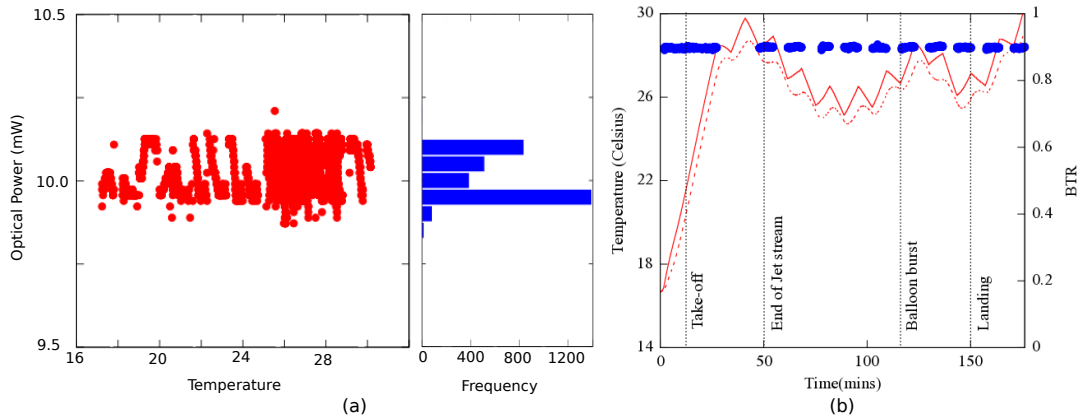 10.5
10.0
9.5
Optical Power (mW)
16
20
24
28
Temperature
0
400
800
1200
Frequency
(a)
30
26
22
18
14
Temperature (Celsius)
Take-off
End of Jet stream
Balloon burst
Landing
1
0.8
0.6
0.4
0.2
0
BTR
0
50
100
150
Time(mins)
(b)